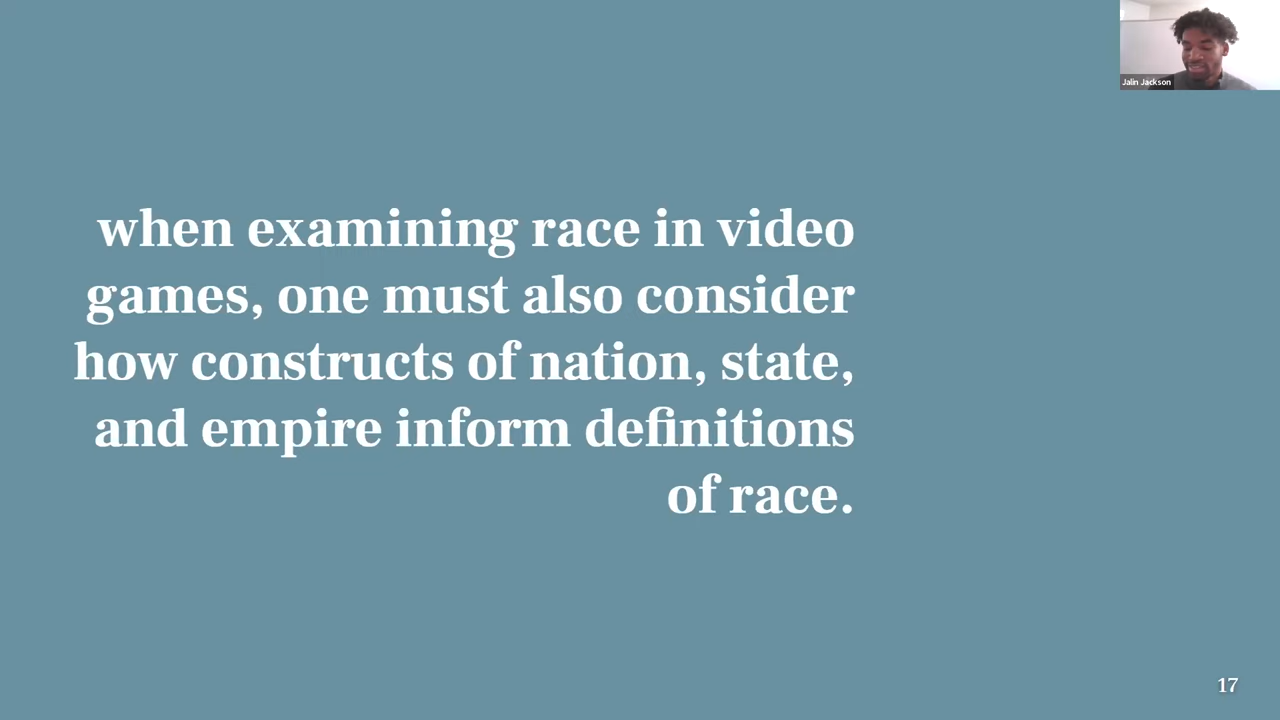 Jalin Jackson
when examining race in video
games, one must also consider
how constructs of nation, state,
and empire inform definitions
of race.
17